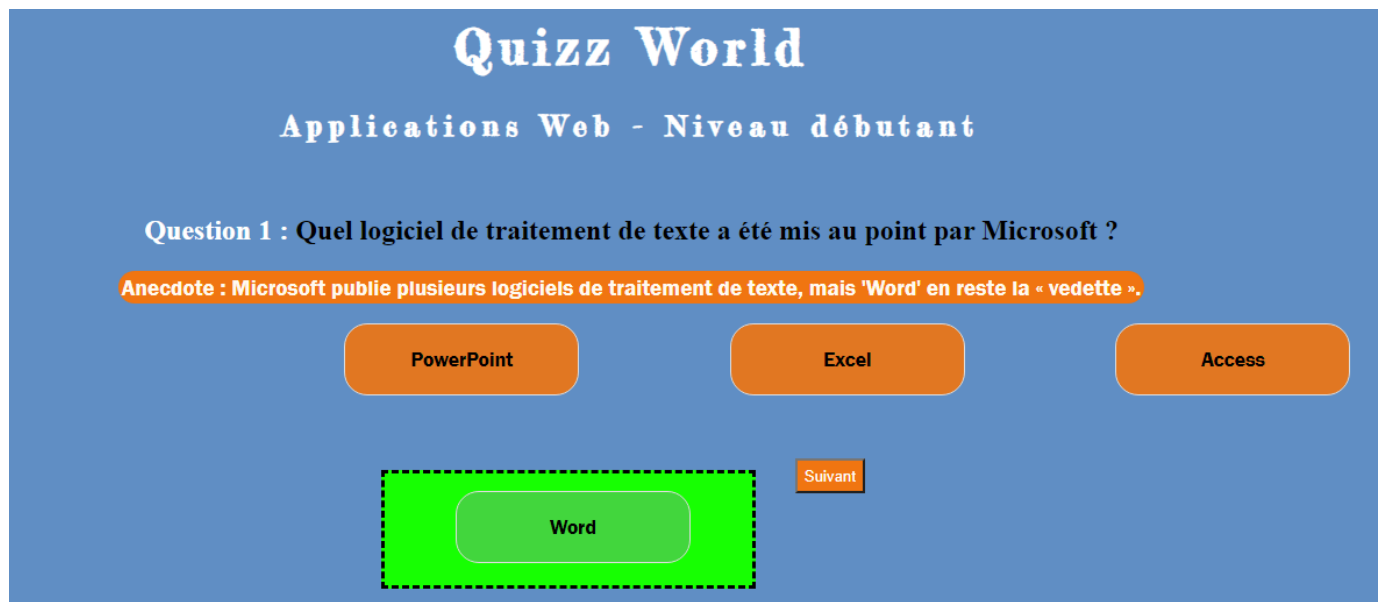 Quizz World
Applications Web - Niveau débutant
Question 1 : Quel logiciel de traitement de texte a été mis au point par Microsoft ?
Anecdote : Microsoft publie plusieurs logiciels de traitement de texte, mais 'Word' en reste la « vedette ».
PowerPoint
Excel
Access
Suivant
Word